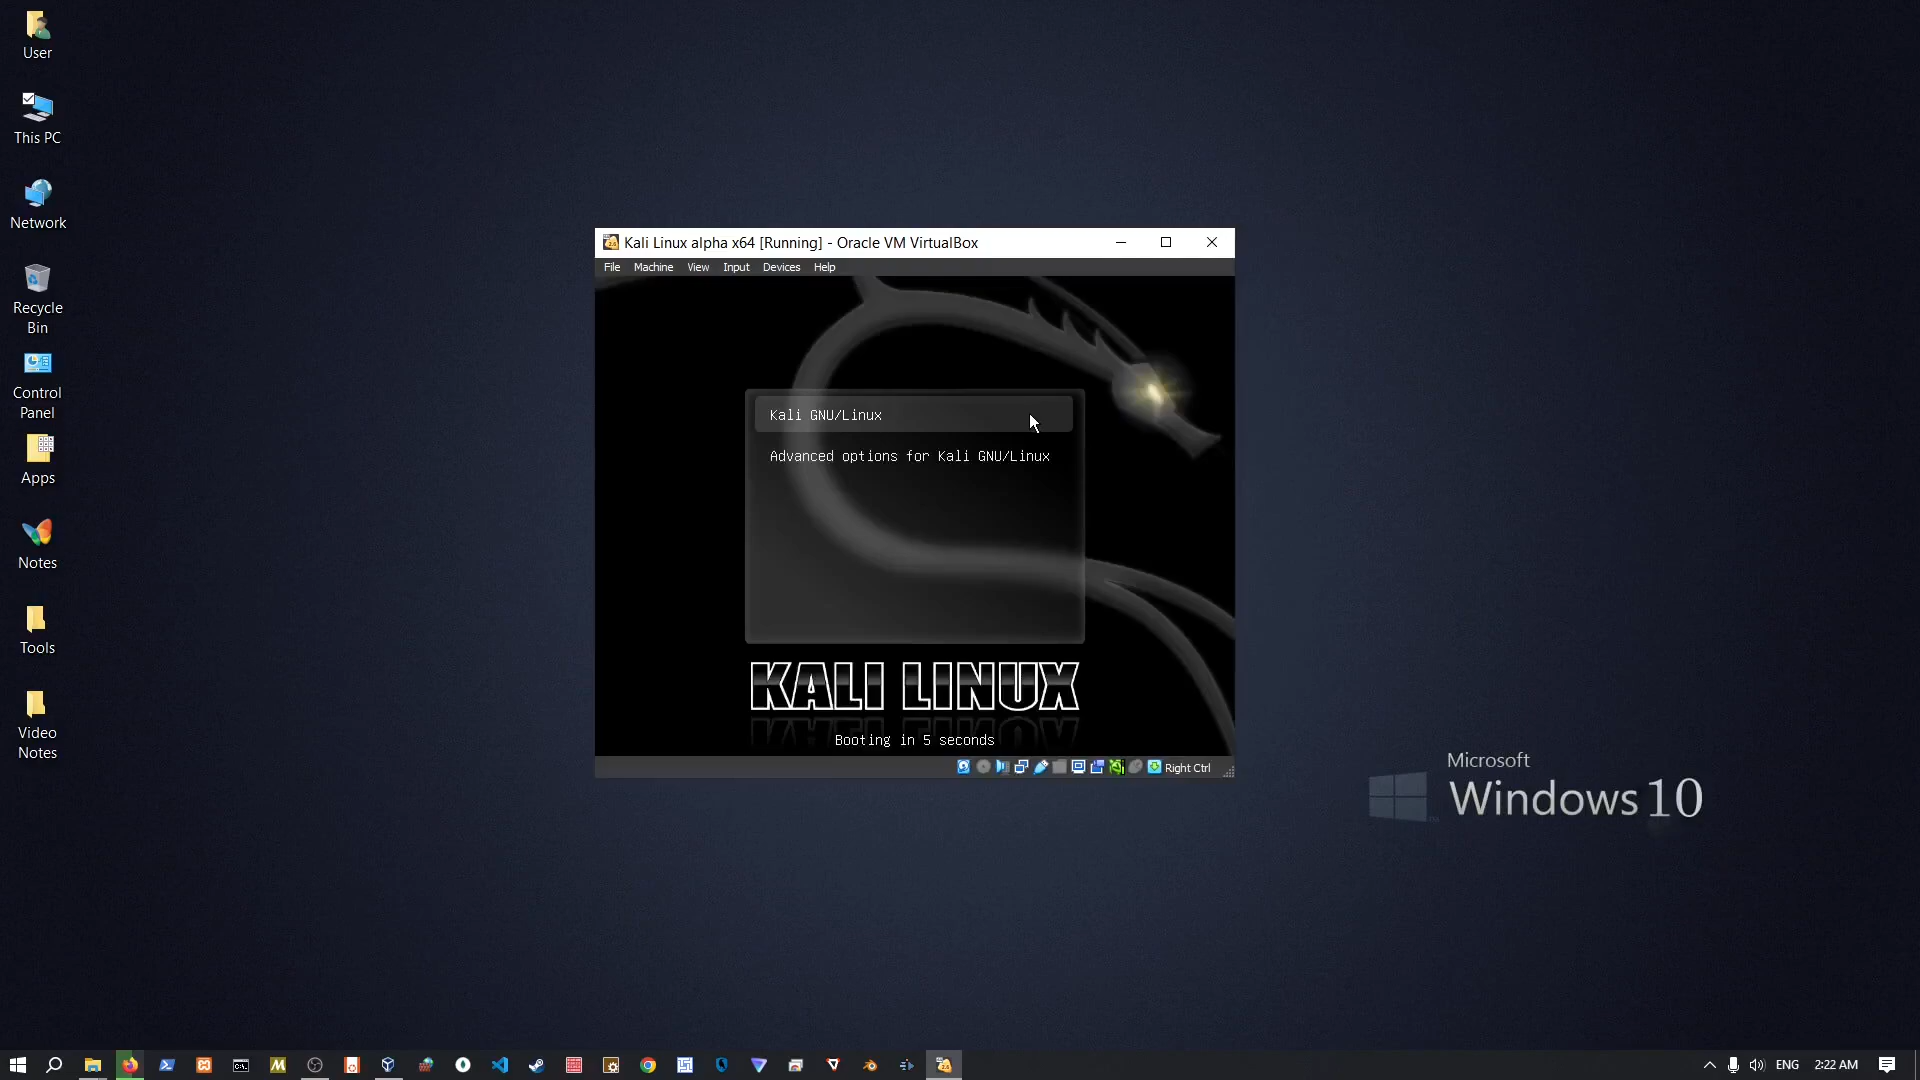 User
This PC
Network
Recycle
Bin
Control
Panel
Apps
Notes
Tools
Video
Notes
Kali Linux alpha x64 [Running] - Oracle VM VirtualBox
File Machine View Input Devices Help
Kali GNU/Linux
Advanced options for Kali GNU/Linux
KALI LINUX
Booting in 5 seconds
Right Ctrl
Microsoft
Windows 10
ENG 2:22 AM